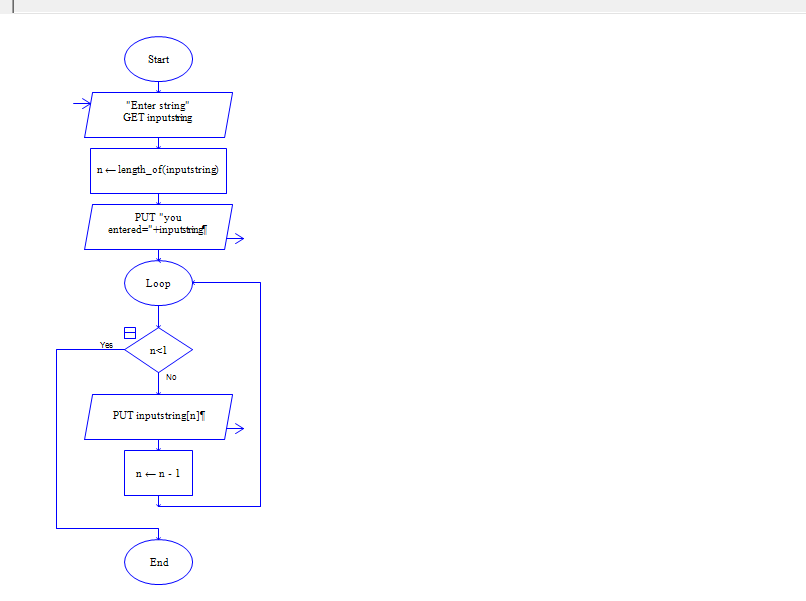 Start
"Enter string"
GET inputstring
n ← length_of(inputstring)
PUT "you
entered="+inputstring¶
Loop
Yes
n<1
No
PUT inputstring[n]¶
n ← n - 1
End